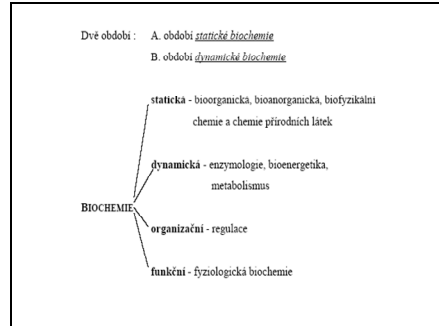 Dvě období : A. období statické biochemie
B. období dynamické biochemie
statická - bioorganická, bioanorganická, biofyzikální
chemie a chemie přírodních látek
dynamická - enzymologie, bioenergetika,
metabolismus
BIOCHEMIE
organizační - regulace
funkční - fyziologická biochemie